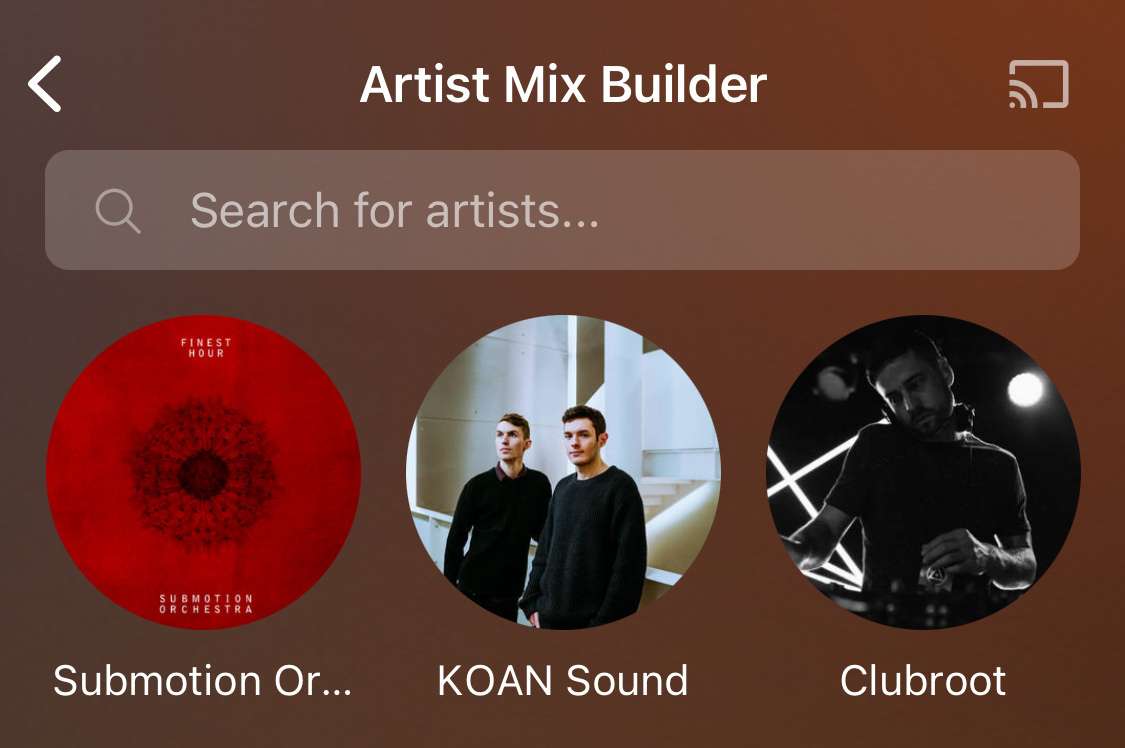 Artist Mix Builder
Search for artists...
FINEST
HOUR
SUBMOTION
ORCHESTRA
Submotion Or...
KOAN Sound
Clubroot